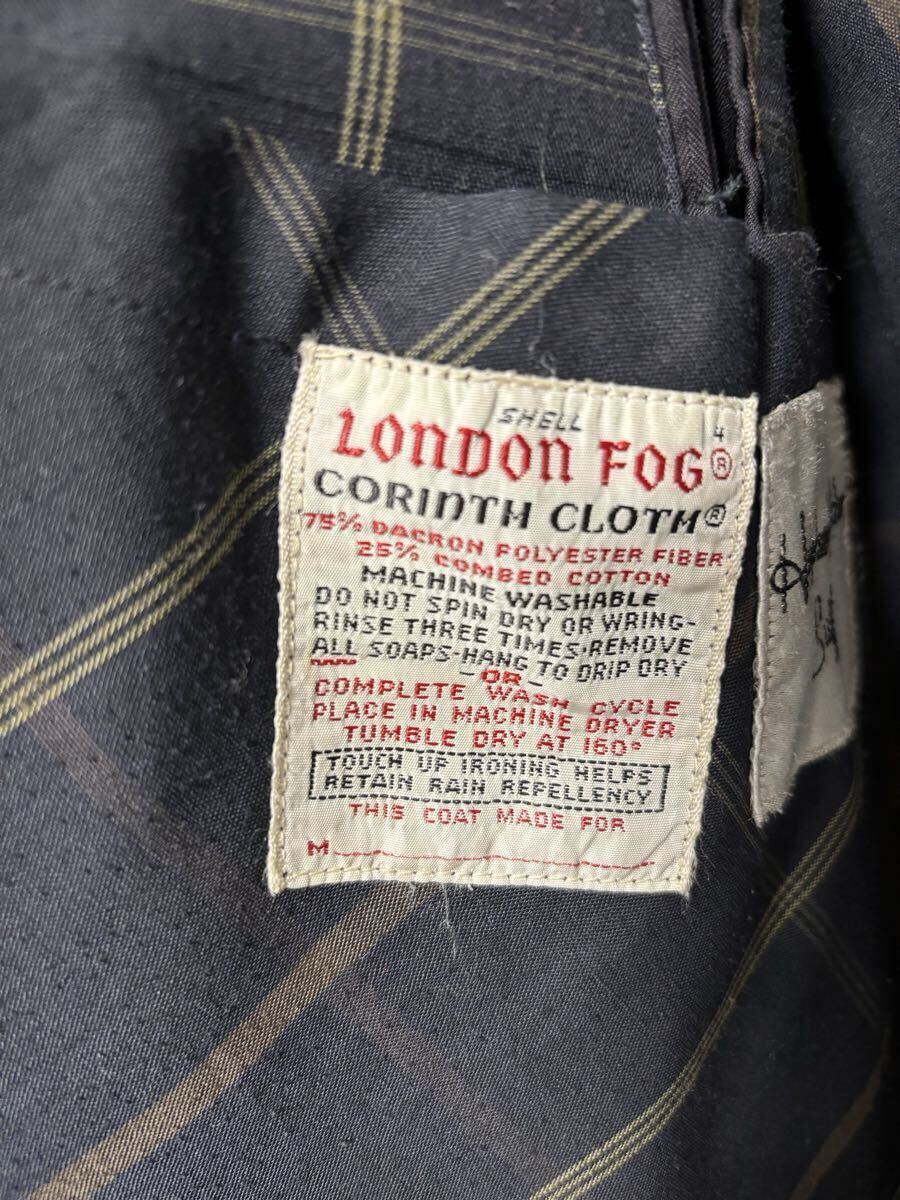 SHELL
4
LONDON FOG®
CORINTH CLOTH®
75% DACRON POLYESTER FIBER·
25% COMBED COTTON
MACHINE WASHABLE
DO NOT SPIN DRY OR WRING-
RINSE THREE TIMES·REMOVE
ALL SOAPS-HANG TO DRIP DRY
-OR-
COMPLETE WASH CYCLE
PLACE IN MACHINE DRYER
TUMBLE DRY AT 160°
TOUCH UP IRONING HELPS
RETAIN RAIN REPELLENCY
THIS COAT MADE FOR
M